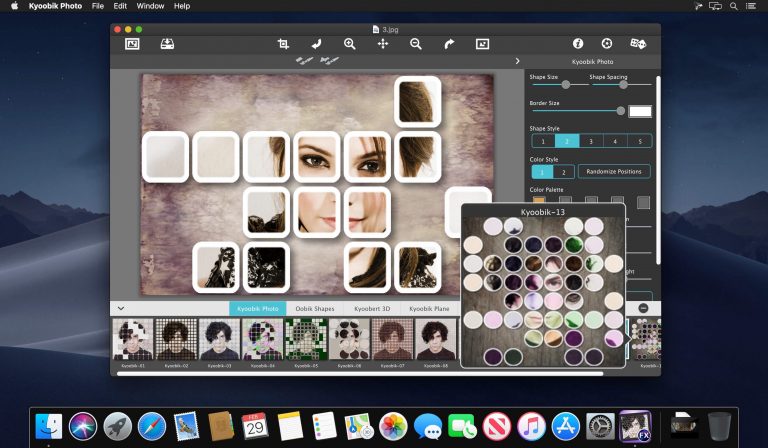 Kyoobik Photo File Edit Window Help
3.jpg
Kyoobik Photo
Shape Size Shape Spacing
Border Size
Shape Style
1 2 3 4 5
Color Style
1 2 Randomize Positions
Color Palette
Kyoobik-13
Kyoobik Photo Dobik Shapes Kyoobert 3D Kyoobik Plane
Kyoobik-01 Kyoobik-02 Kyoobik-03 Kyoobik-04 Kyoobik-05 Kyoobik-06 Kyoobik-07 Kyoobik-08
FEB
29
FX